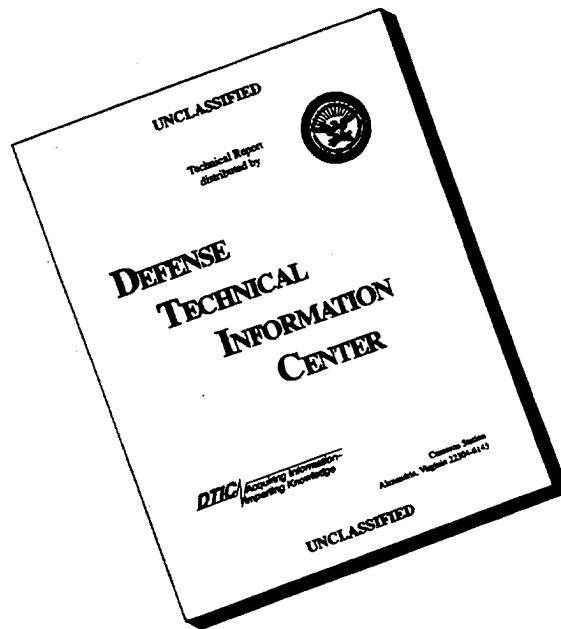 UNCLASSIFIED
Technical Report
distributed by
DEFENSE
TECHNICAL
INFORMATION
CENTER
DTIC Acquiring Information-
Imparting Knowledge
Cameron Station
Alexandria, Virginia 22304-6145
UNCLASSIFIED